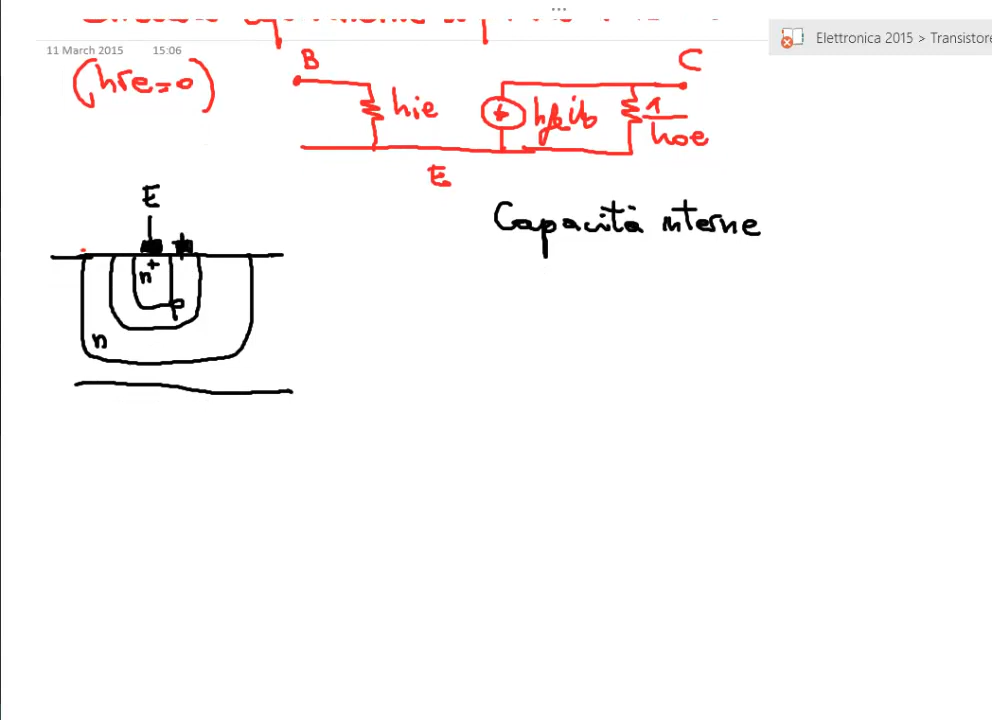 Elettronica 2015 > Transistore
11 March 2015 15:06
(hre=0)
B
C
hie
hfe ib
1
hoe
E
E
Capacità interne
n+
p
n